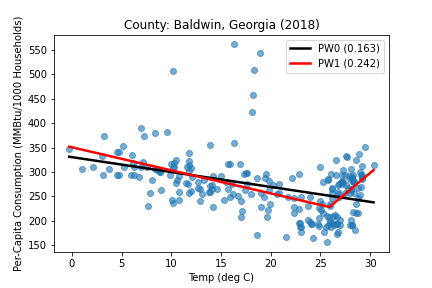 County: Baldwin, Georgia (2018)
PW0 (0.163)
PW1 (0.242)
Per-Capita Consumption (MMBtu/1000 Households)
550
500
450
400
350
300
250
200
150
0 5 10 15 20 25 30
Temp (deg C)